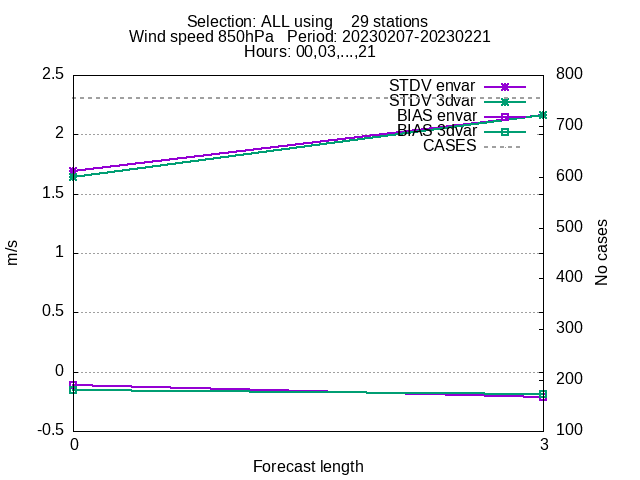 Selection: ALL using    29 stations
Wind speed 850hPa   Period: 20230207-20230221
Hours: 00,03,...,21
2.5
2
1.5
1
0.5
0
-0.5
m/s
800
700
600
500
400
300
200
100
No cases
STDV envar
STDV 3dvar
BIAS envar
BIAS 3dvar
CASES
0
3
Forecast length